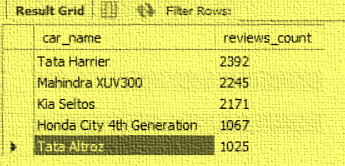 Result Grid Filter Rows:
car_name reviews_count
Tata Harrier 2392
Mahindra XUV300 2245
Kia Seltos 2171
Honda City 4th Generation 1067
Tata Altroz 1025